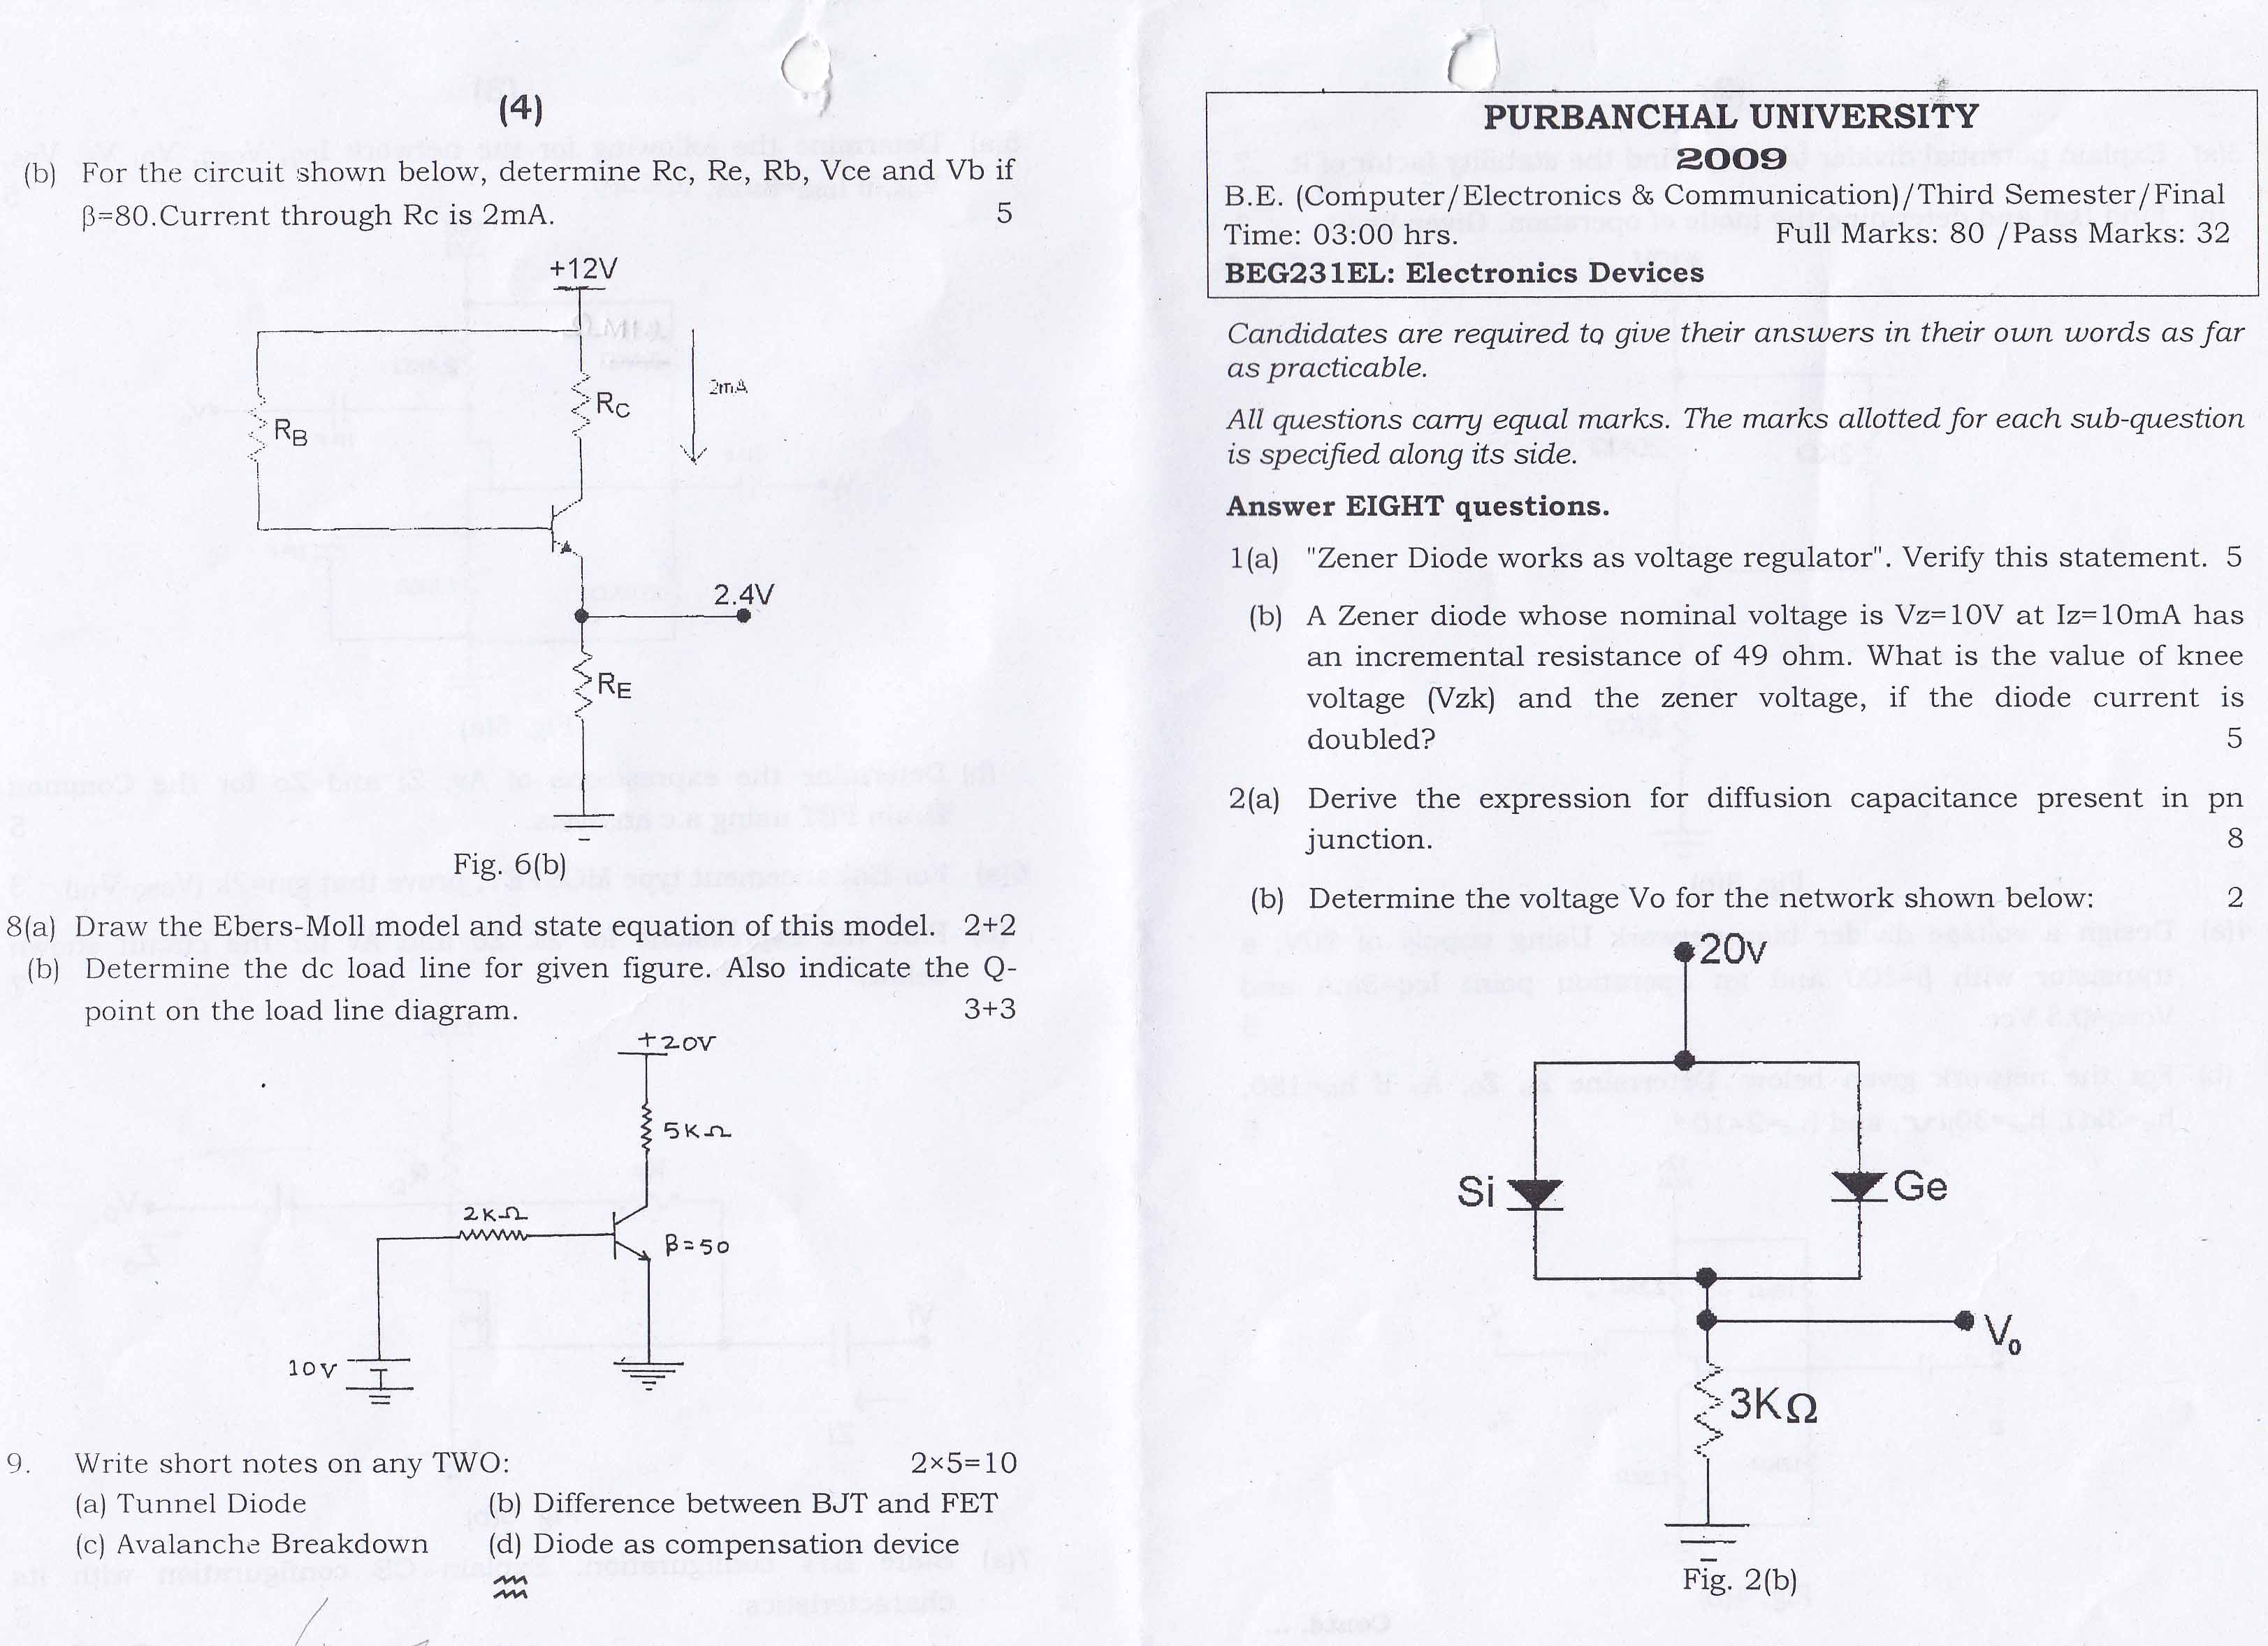 (4)
(b) For the circuit shown below, determine Rc, Re, Rb, Vce and Vb if
β=80.Current through Rc is 2mA. 5
+12V
RB
RC
2mA
2.4V
RE
Fig. 6(b)
8(a) Draw the Ebers-Moll model and state equation of this model. 2+2
(b) Determine the dc load line for given figure. Also indicate the Q-
point on the load line diagram. 3+3
+20V
5KΩ
2KΩ
β=50
10V
9. Write short notes on any TWO: 2×5=10
(a) Tunnel Diode (b) Difference between BJT and FET
(c) Avalanche Breakdown (d) Diode as compensation device
PURBANCHAL UNIVERSITY
2009
B.E. (Computer/Electronics & Communication)/Third Semester/Final
Time: 03:00 hrs. Full Marks: 80 /Pass Marks: 32
BEG231EL: Electronics Devices
Candidates are required to give their answers in their own words as far
as practicable.
All questions carry equal marks. The marks allotted for each sub-question
is specified along its side.
Answer EIGHT questions.
1(a) "Zener Diode works as voltage regulator". Verify this statement. 5
(b) A Zener diode whose nominal voltage is Vz=10V at Iz=10mA has
an incremental resistance of 49 ohm. What is the value of knee
voltage (Vzk) and the zener voltage, if the diode current is
doubled? 5
2(a) Derive the expression for diffusion capacitance present in pn
junction. 8
(b) Determine the voltage Vo for the network shown below: 2
20v
Si
Ge
V0
3KΩ
Fig. 2(b)